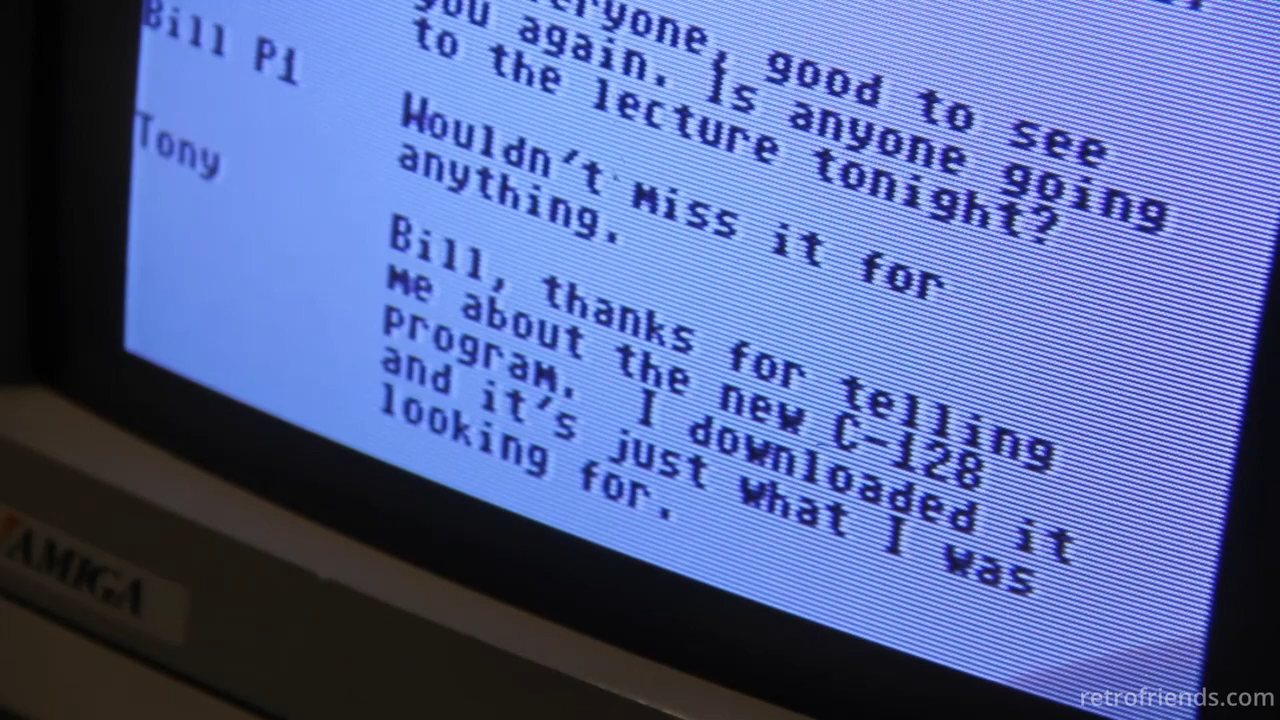 eryone, good to see
you again. Is anyone going
to the lecture tonight?
Bill P1
Wouldn't miss it for
anything.
Tony
Bill, thanks for telling
me about the new C-128
program. I downloaded it
and it's just what I was
looking for.
AMIGA
retrofriends.com